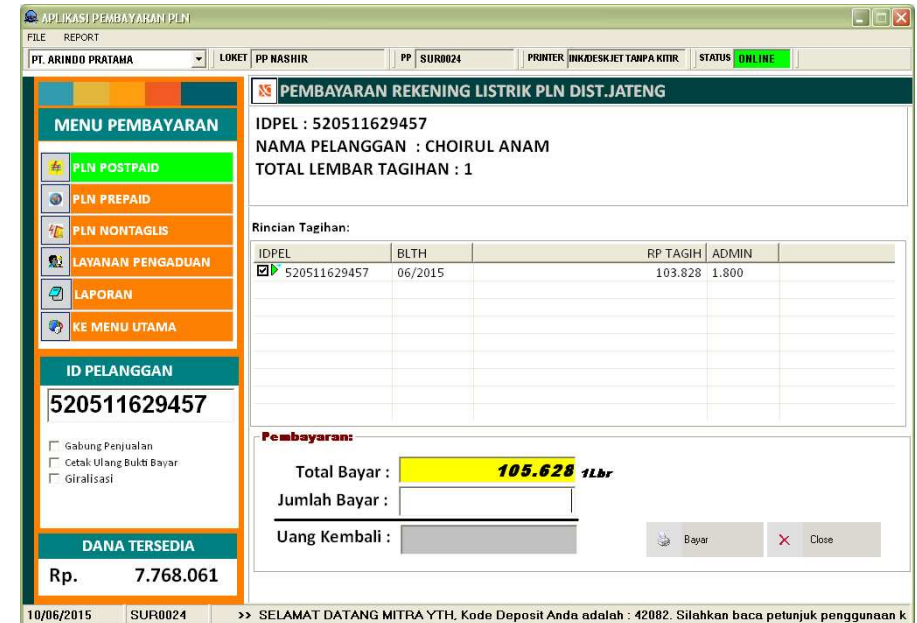 APLIKASI PEMBAYARAN PLN
FILE REPORT
PT. ARINDO PRATAMA LOKET PP NASHIR PP SUR0024 PRINTER INK/DESKJET TANPA KITIR STATUS ONLINE
PEMBAYARAN REKENING LISTRIK PLN DIST.JATENG
MENU PEMBAYARAN
PLN POSTPAID
PLN PREPAID
PLN NONTAGLIS
LAYANAN PENGADUAN
LAPORAN
KE MENU UTAMA
ID PELANGGAN
520511629457
Gabung Penjualan
Cetak Ulang Bukti Bayar
Giralisasi
DANA TERSEDIA
Rp. 7.768.061
IDPEL : 520511629457
NAMA PELANGGAN : CHOIRUL ANAM
TOTAL LEMBAR TAGIHAN : 1
Rincian Tagihan:
IDPEL BLTH RP TAGIH ADMIN
520511629457 06/2015 103.828 1.800
Pembayaran:
Total Bayar : 105.628 1Lbr
Jumlah Bayar :
Uang Kembali :
Bayar Close
10/06/2015 SUR0024 >> SELAMAT DATANG MITRA YTH, Kode Deposit Anda adalah : 42082. Silahkan baca petunjuk penggunaan k